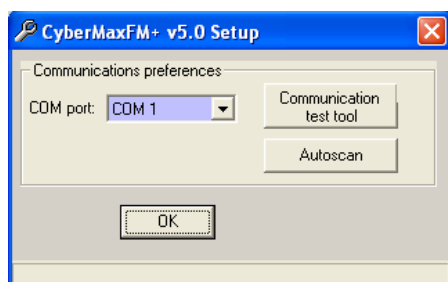 CyberMaxFM+ v5.0 Setup
Communications preferences
COM port: COM 1
Communication
test tool
Autoscan
OK